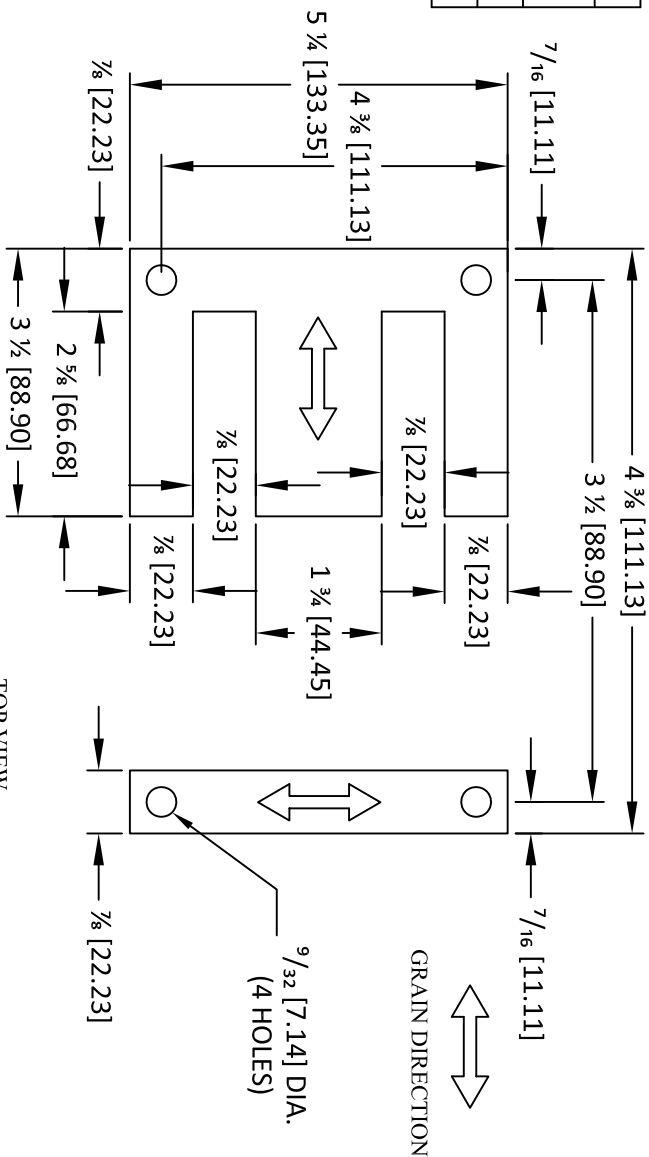 4 ⅜ [111.13]
3 ½ [88.90]
7/16 [11.11]
7/16 [11.11]
⅞ [22.23]
GRAIN DIRECTION
⅞ [22.23]
4 ⅜ [111.13]
1 ¾ [44.45]
5 ¼ [133.35]
9/32 [7.14] DIA.
(4 HOLES)
⅞ [22.23]
⅞ [22.23]
⅞ [22.23]
⅞ [22.23]
2 ⅝ [66.68]
3 ½ [88.90]
TOP VIEW